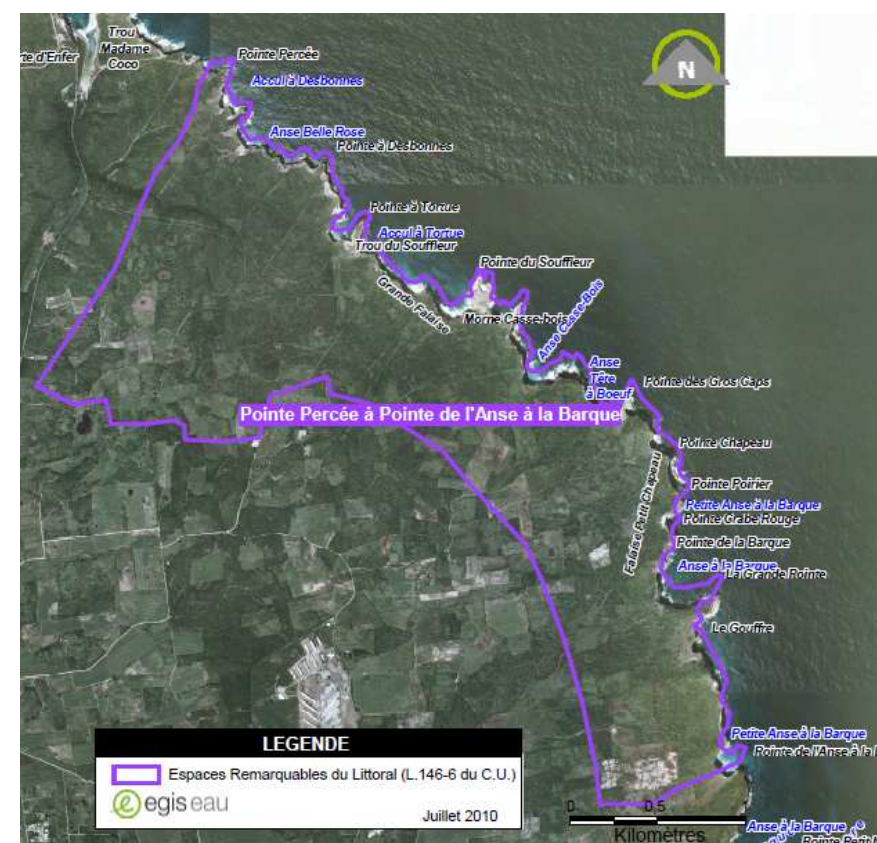 Trou
Madame
Coco
rte d'Enfer
Pointe Percée
N
Accul à Desbonnes
Anse Belle Rose
Pointe à Desbonnes
Pointe à Tortue
Accul à Tortue
Trou du Souffleur
Pointe du Souffleur
Grande Falaise
Morne Casse-bois
Anse Casse-Bois
Anse
Tête
à Boeuf
Pointe des Gros Caps
Pointe Percée à Pointe de l'Anse à la Barque
Pointe Chapeau
Falaise Petit Chapeau
Pointe Poirier
Petite Anse à la Barque
Pointe Crabe Rouge
Pointe de la Barque
Anse à la Barque
La Grande Pointe
Le Gouffre
Petite Anse à la Barque
Pointe de l'Anse à la
LEGENDE
Espaces Remarquables du Littoral (L.146-6 du C.U.)
egis eau
Juillet 2010
0 0,5
Kilomètres
Anse à la Barque
Pointe Petit